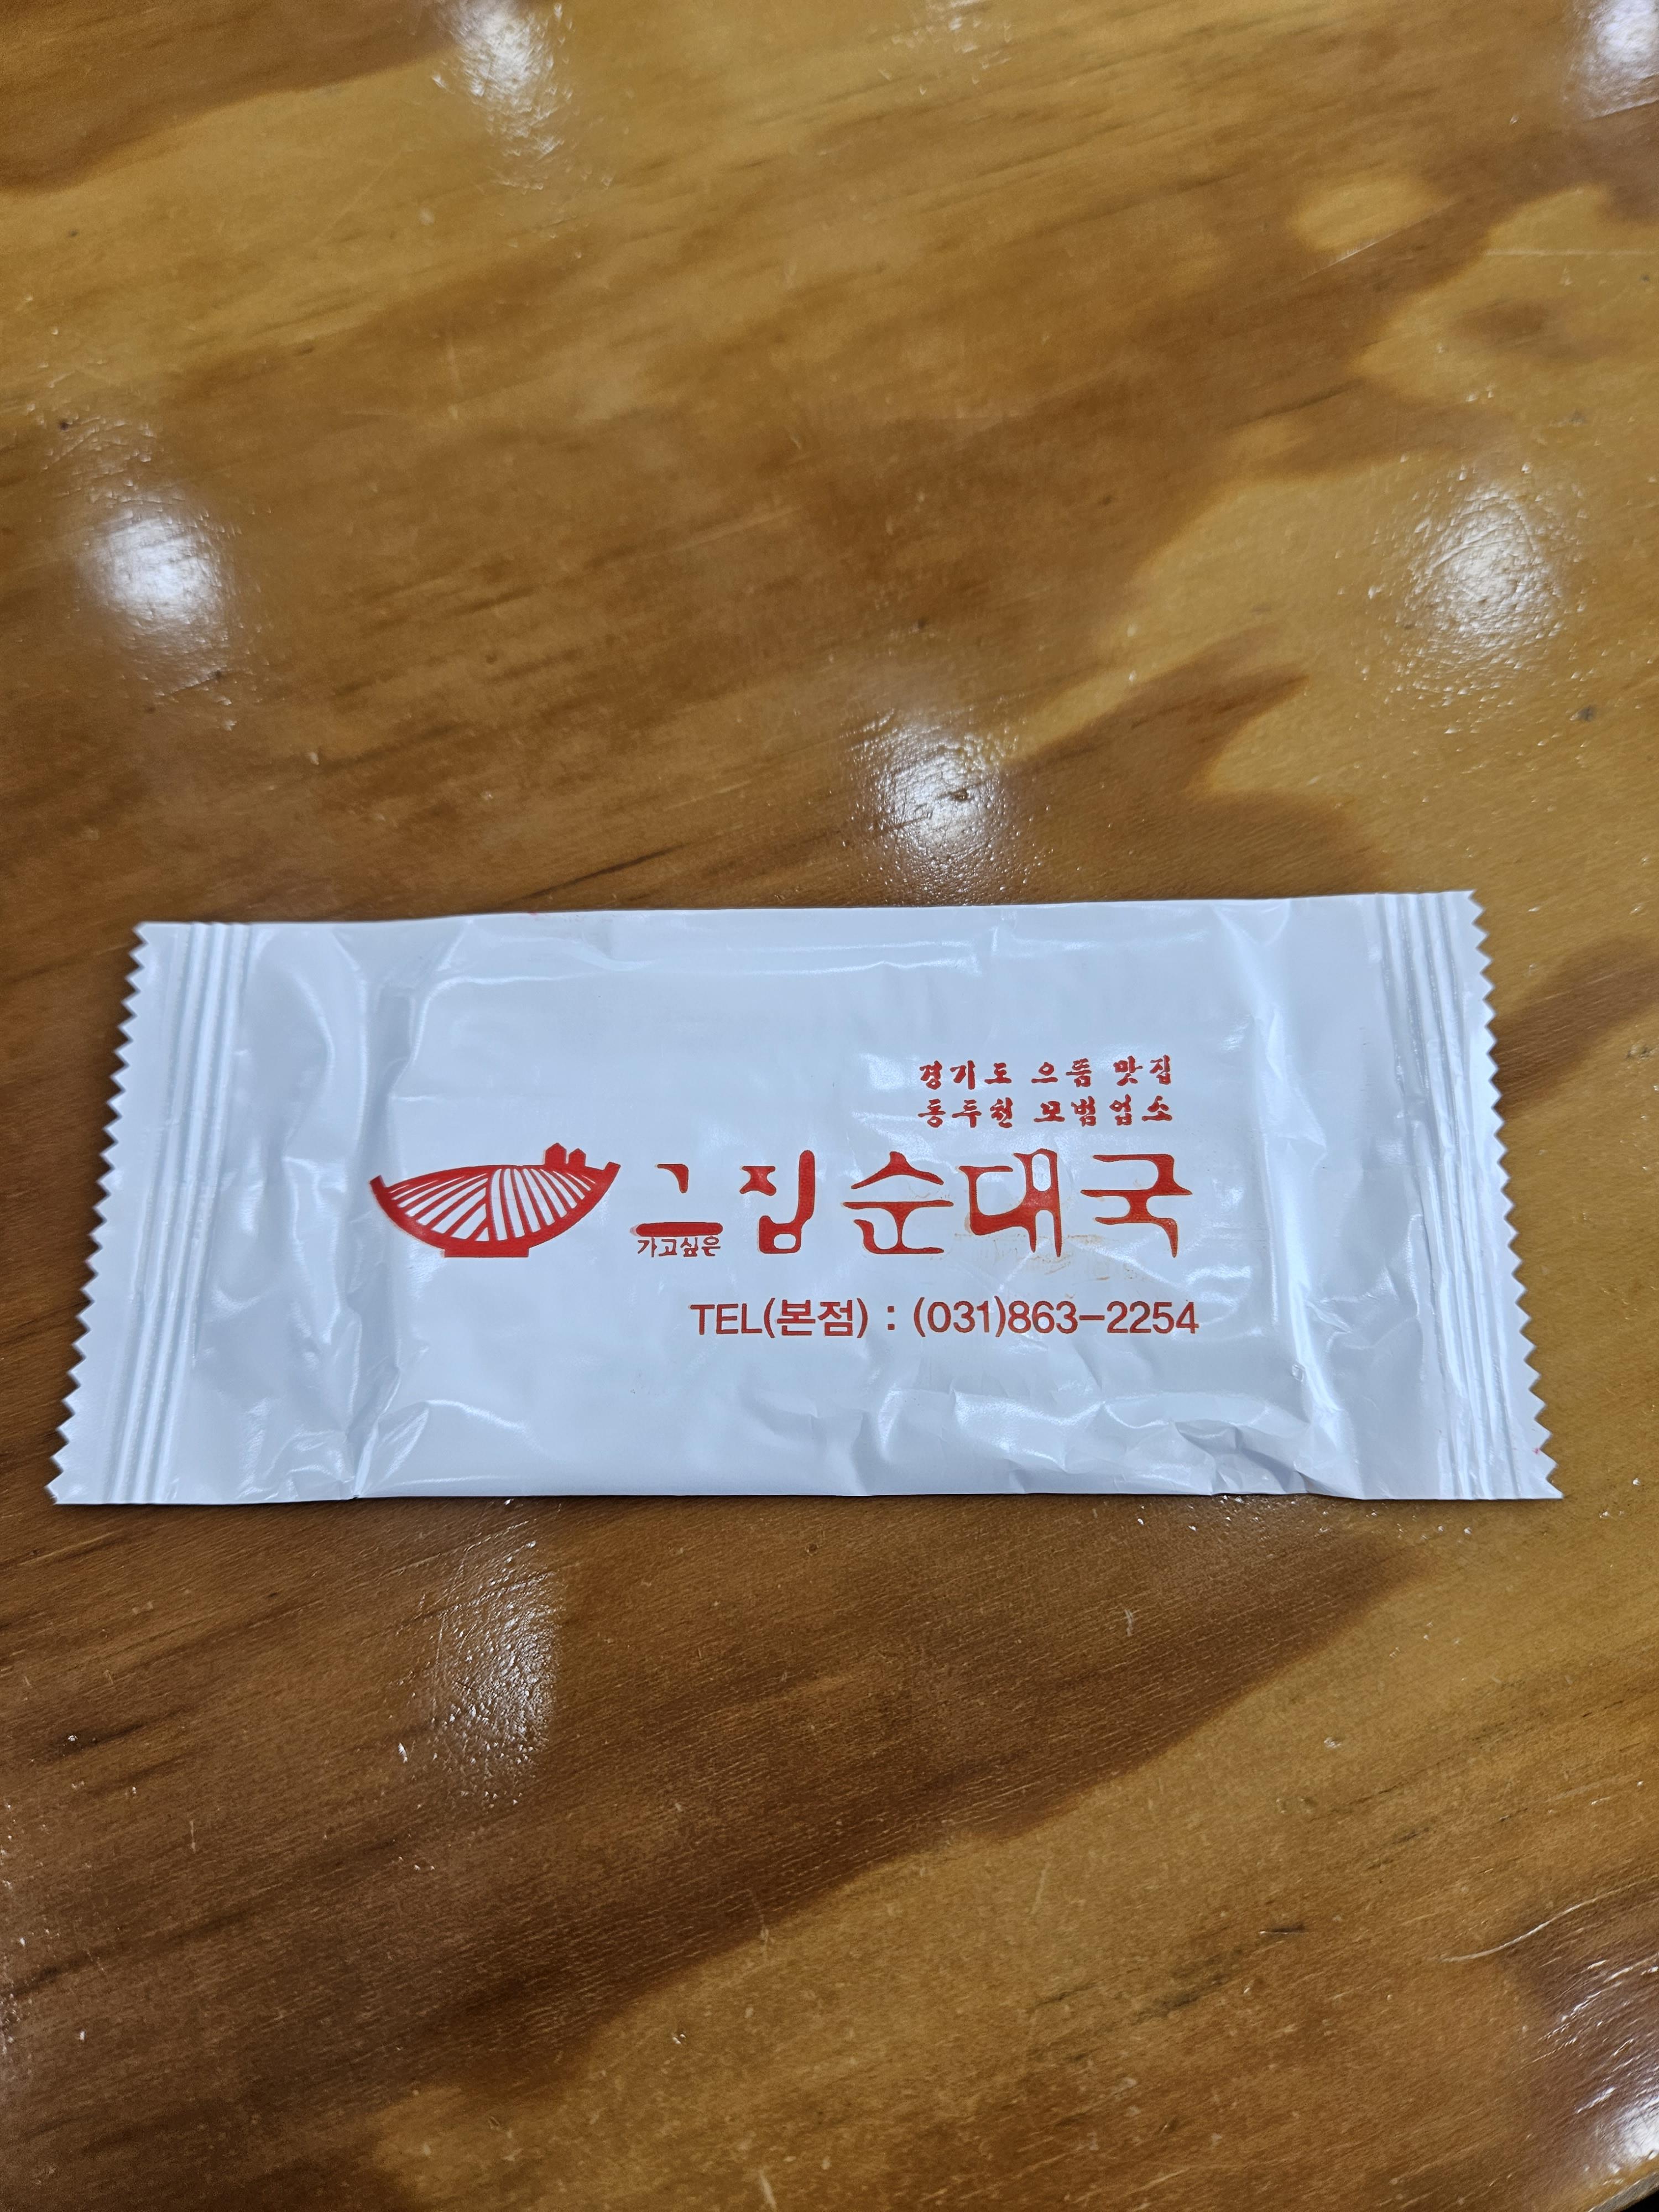 경기도 으뜸 맛집
동두천 모범업소
그집 순대국
가고싶은
TEL(본점) : (031)863-2254